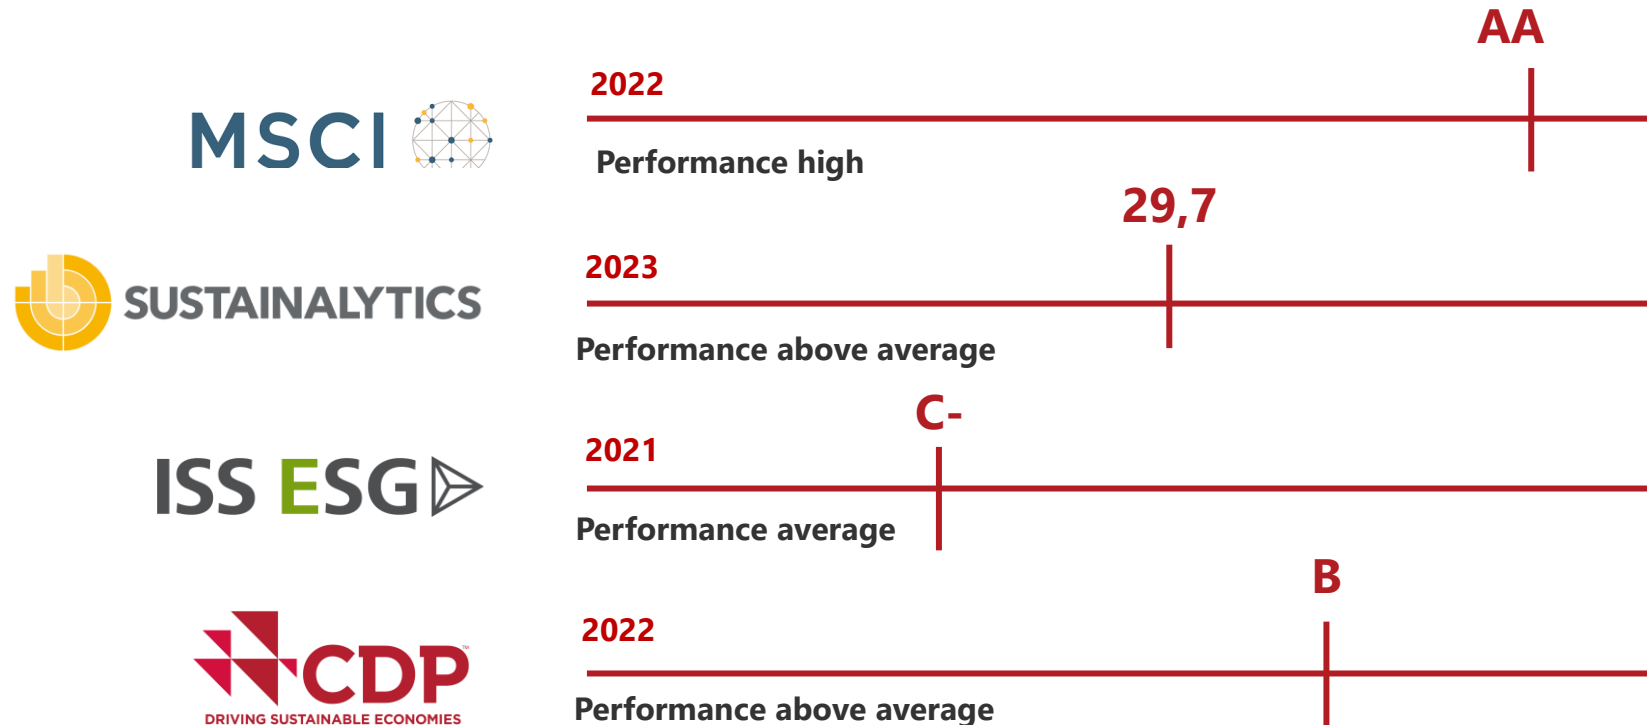 AA
2022
MSCI
Performance high
29,7
2023
SUSTAINALYTICS
Performance above average
C-
2021
ISS ESG
Performance average
B
2022
CDP™
DRIVING SUSTAINABLE ECONOMIES
Performance above average